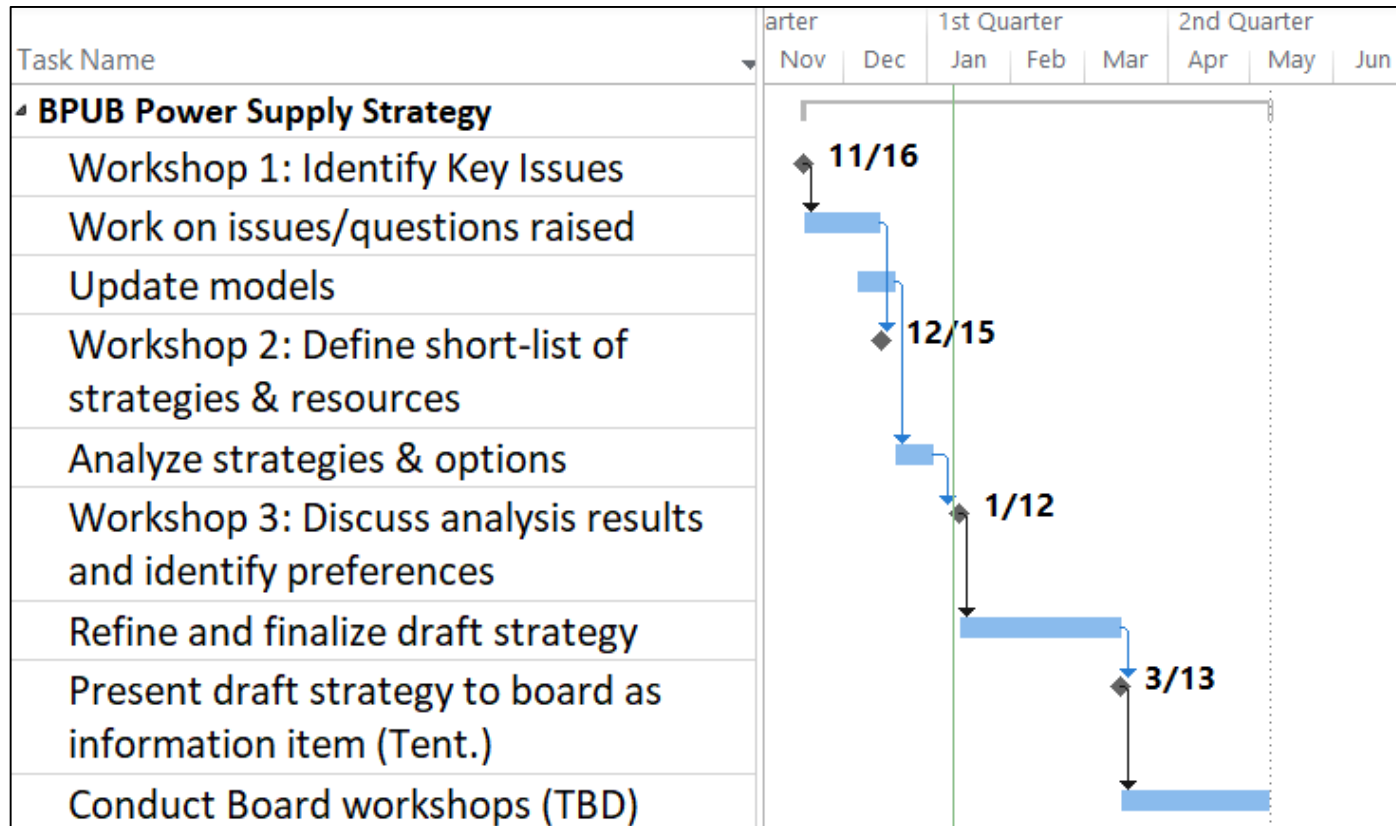 arter 1st Quarter 2nd Quarter
Task Name Nov Dec Jan Feb Mar Apr May Jun
BPUB Power Supply Strategy
Workshop 1: Identify Key Issues 11/16
Work on issues/questions raised
Update models
Workshop 2: Define short-list of 12/15
strategies & resources
Analyze strategies & options
Workshop 3: Discuss analysis results 1/12
and identify preferences
Refine and finalize draft strategy
Present draft strategy to board as 3/13
information item (Tent.)
Conduct Board workshops (TBD)